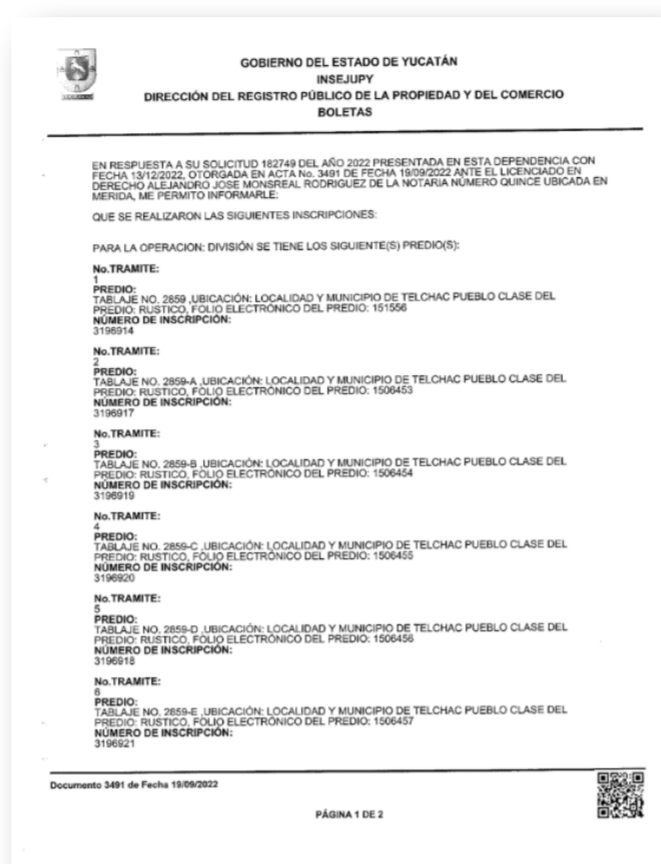 GOBIERNO DEL ESTADO DE YUCATÁN
INSEJUPY
DIRECCIÓN DEL REGISTRO PÚBLICO DE LA PROPIEDAD Y DEL COMERCIO
BOLETAS
EN RESPUESTA A SU SOLICITUD 182749 DEL AÑO 2022 PRESENTADA EN ESTA DEPENDENCIA CON
FECHA 13/12/2022, OTORGADA EN ACTA No. 3491 DE FECHA 19/09/2022 ANTE EL LICENCIADO EN
DERECHO ALEJANDRO JOSE MONSREAL RODRIGUEZ DE LA NOTARIA NÚMERO QUINCE UBICADA EN
MERIDA, ME PERMITO INFORMARLE:
QUE SE REALIZARON LAS SIGUIENTES INSCRIPCIONES:
PARA LA OPERACION: DIVISIÓN SE TIENE LOS SIGUIENTE(S) PREDIO(S):
No.TRAMITE:
1
PREDIO:
TABLAJE NO. 2859 ,UBICACIÓN: LOCALIDAD Y MUNICIPIO DE TELCHAC PUEBLO CLASE DEL
PREDIO: RUSTICO, FOLIO ELECTRÓNICO DEL PREDIO: 151556
NÚMERO DE INSCRIPCIÓN:
3196914
No.TRAMITE:
2
PREDIO:
TABLAJE NO. 2859-A ,UBICACIÓN: LOCALIDAD Y MUNICIPIO DE TELCHAC PUEBLO CLASE DEL
PREDIO: RUSTICO, FOLIO ELECTRÓNICO DEL PREDIO: 1506453
NÚMERO DE INSCRIPCIÓN:
3196917
No.TRAMITE:
3
PREDIO:
TABLAJE NO. 2859-B ,UBICACIÓN: LOCALIDAD Y MUNICIPIO DE TELCHAC PUEBLO CLASE DEL
PREDIO: RUSTICO, FOLIO ELECTRÓNICO DEL PREDIO: 1506454
NÚMERO DE INSCRIPCIÓN:
3196919
No.TRAMITE:
4
PREDIO:
TABLAJE NO. 2859-C ,UBICACIÓN: LOCALIDAD Y MUNICIPIO DE TELCHAC PUEBLO CLASE DEL
PREDIO: RUSTICO, FOLIO ELECTRÓNICO DEL PREDIO: 1506455
NÚMERO DE INSCRIPCIÓN:
3196920
No.TRAMITE:
5
PREDIO:
TABLAJE NO. 2859-D ,UBICACIÓN: LOCALIDAD Y MUNICIPIO DE TELCHAC PUEBLO CLASE DEL
PREDIO: RUSTICO, FOLIO ELECTRÓNICO DEL PREDIO: 1506456
NÚMERO DE INSCRIPCIÓN:
3196918
No.TRAMITE:
6
PREDIO:
TABLAJE NO. 2859-E ,UBICACIÓN: LOCALIDAD Y MUNICIPIO DE TELCHAC PUEBLO CLASE DEL
PREDIO: RUSTICO, FOLIO ELECTRÓNICO DEL PREDIO: 1506457
NÚMERO DE INSCRIPCIÓN:
3196921
Documento 3491 de Fecha 19/09/2022
PÁGINA 1 DE 2